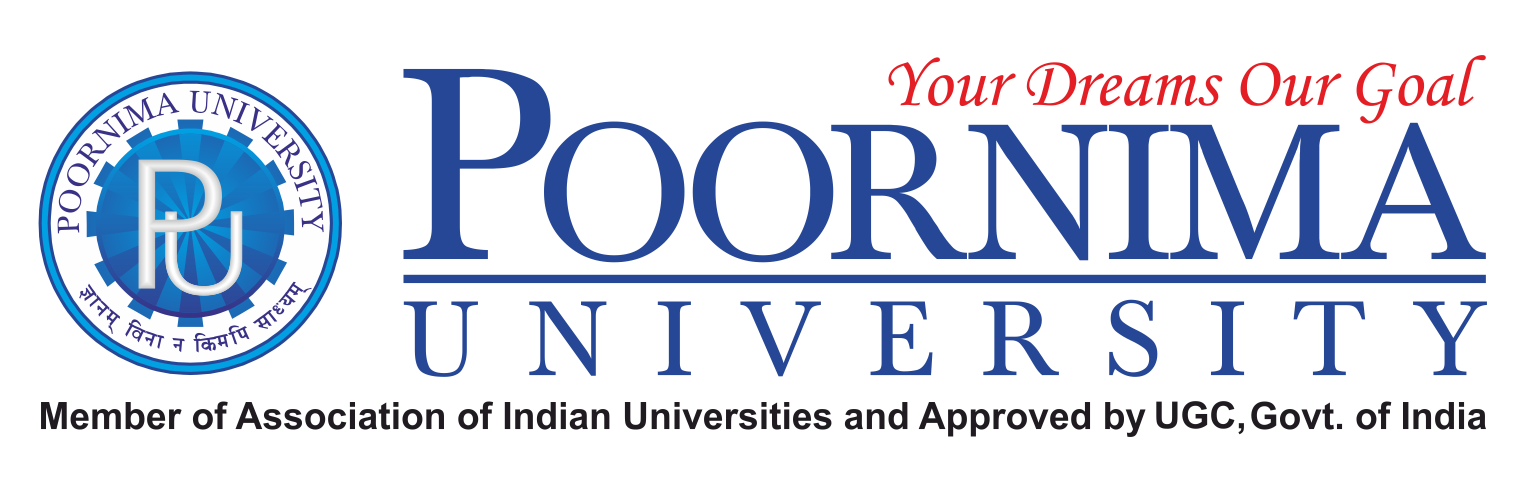 POORNIMA UNIVERSITY
PU
ज्ञानम् विना न किमपि साध्यम्
Your Dreams Our Goal
POORNIMA
UNIVERSITY
Member of Association of Indian Universities and Approved by UGC, Govt. of India